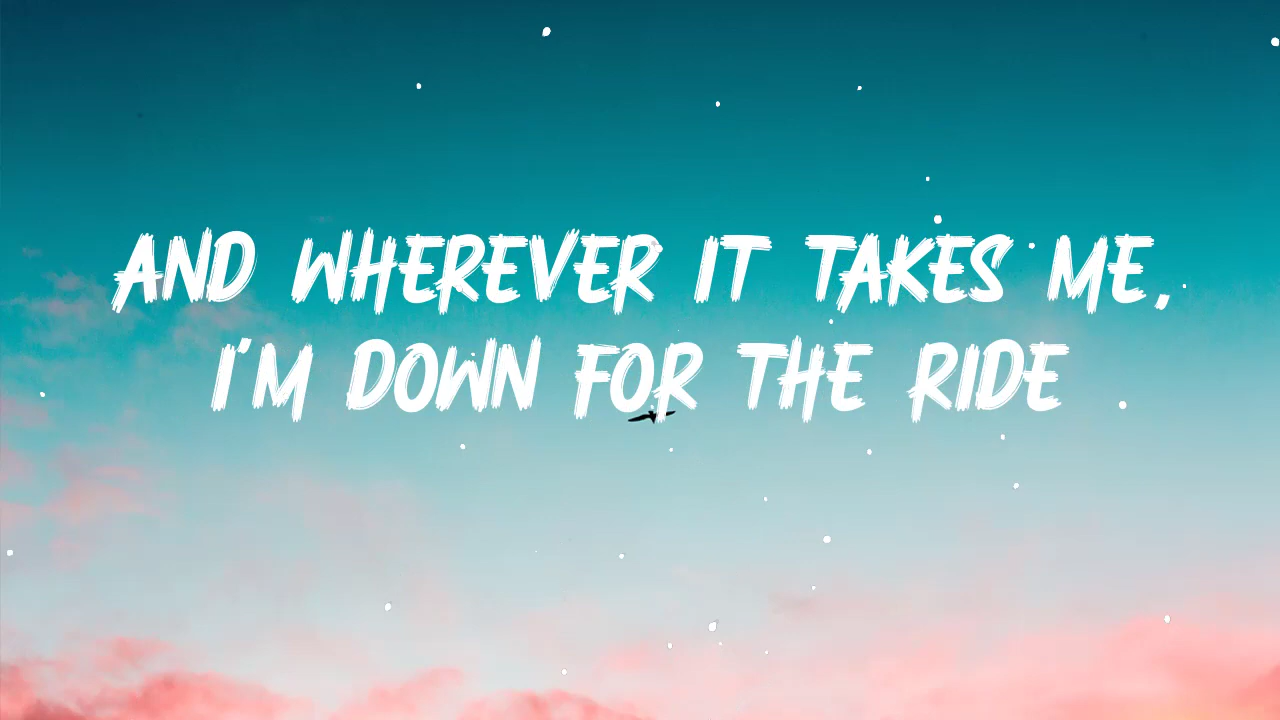 AND WHEREVER IT TAKES ME,
I'M DOWN FOR THE RIDE